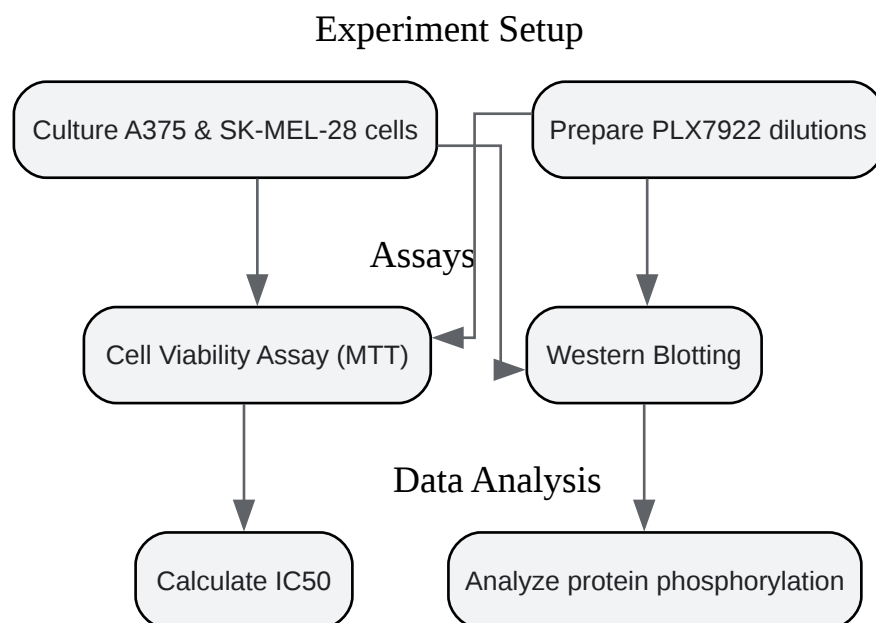 Experiment Setup
Culture A375 & SK-MEL-28 cells
Prepare PLX7922 dilutions
Assays
Cell Viability Assay (MTT)
Western Blotting
Data Analysis
Calculate IC50
Analyze protein phosphorylation